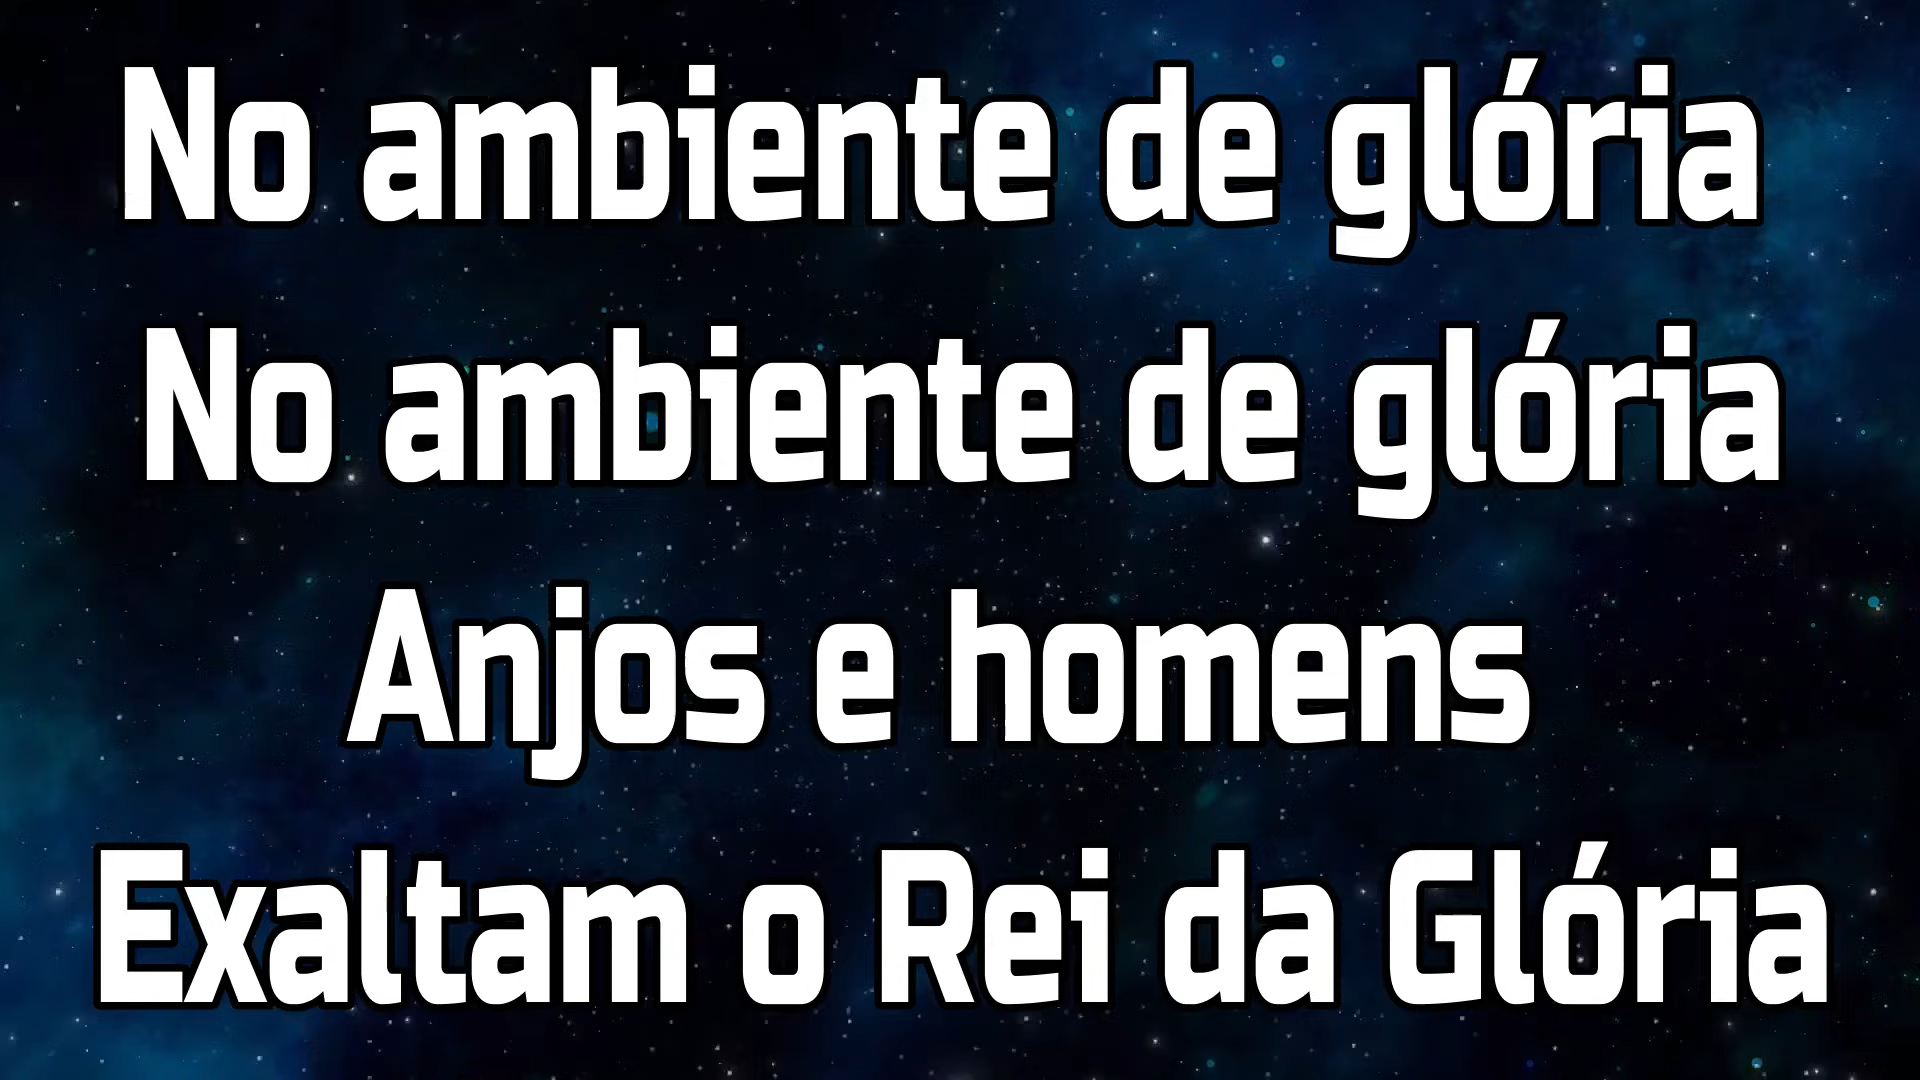 No ambiente de glória
No ambiente de glória
Anjos e homens
Exaltam o Rei da Glória